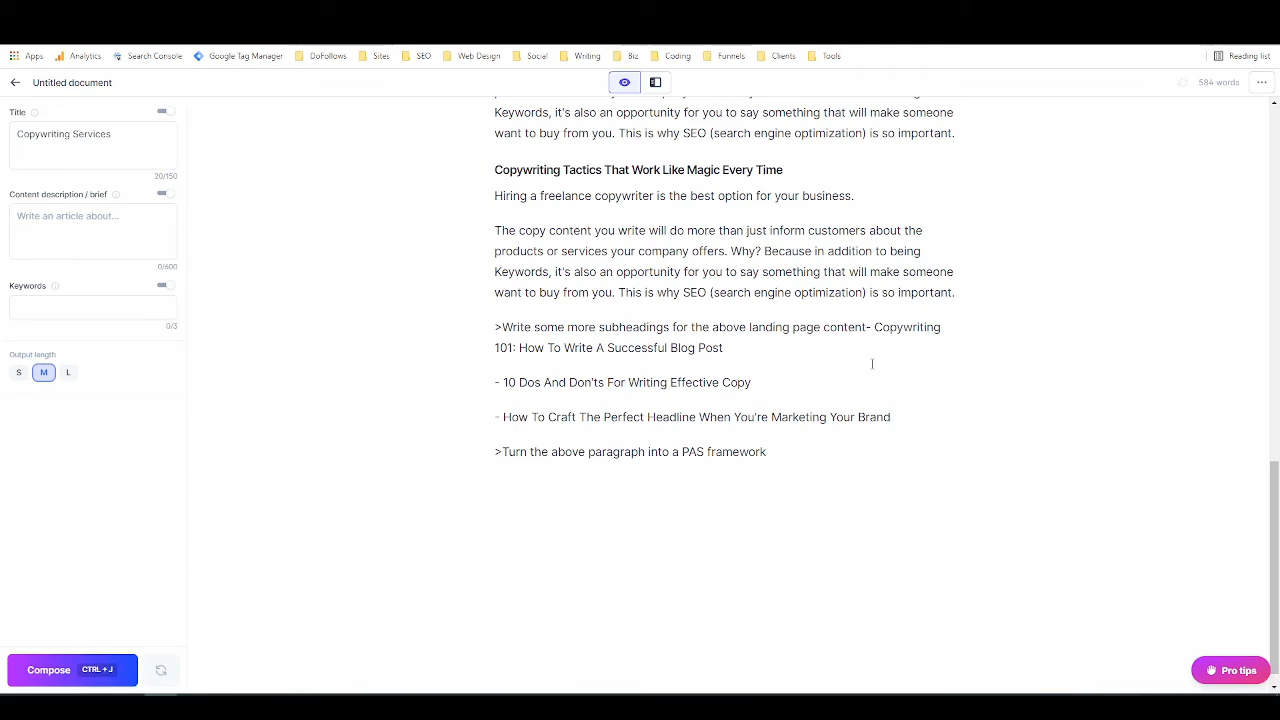 Apps
Analytics
Search Console
Google Tag Manager
DoFollows
Sites
SEO
Web Design
Social
Writing
Biz
Coding
Funnels
Clients
Tools
Reading list
Untitled document
584 words
Title
Copywriting Services
20/150
Content description / brief
Write an article about...
0/600
Keywords
0/3
Output length
S M L
Compose CTRL + J
Keywords, it's also an opportunity for you to say something that will make someone
want to buy from you. This is why SEO (search engine optimization) is so important.
Copywriting Tactics That Work Like Magic Every Time
Hiring a freelance copywriter is the best option for your business.
The copy content you write will do more than just inform customers about the
products or services your company offers. Why? Because in addition to being
Keywords, it's also an opportunity for you to say something that will make someone
want to buy from you. This is why SEO (search engine optimization) is so important.
>Write some more subheadings for the above landing page content- Copywriting
101: How To Write A Successful Blog Post
- 10 Dos And Don'ts For Writing Effective Copy
- How To Craft The Perfect Headline When You're Marketing Your Brand
>Turn the above paragraph into a PAS framework
Pro tips